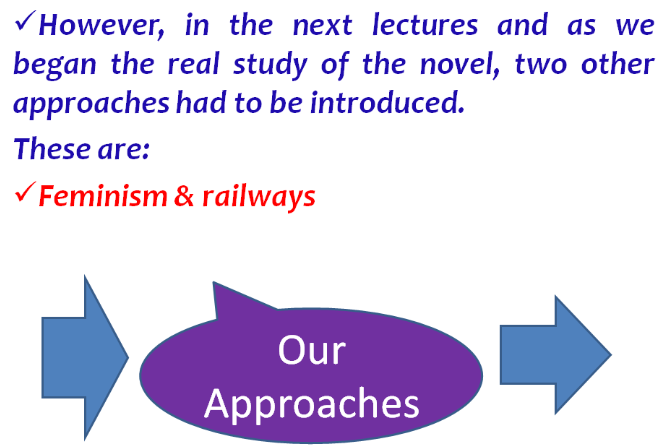 ✓However, in the next lectures and as we
began the real study of the novel, two other
approaches had to be introduced.
These are:
✓Feminism & railways
Our
Approaches